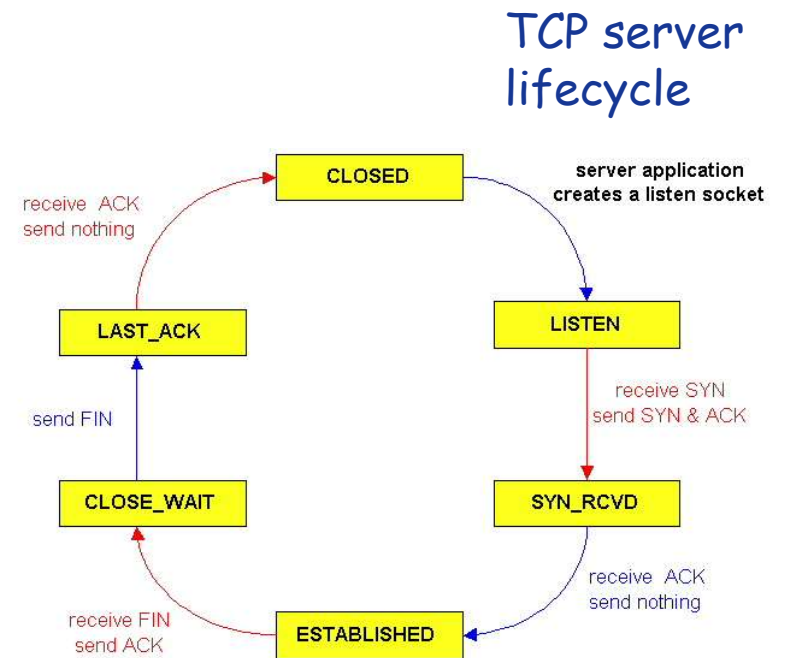 TCP server
lifecycle
CLOSED
server application
creates a listen socket
receive ACK
send nothing
LAST_ACK
LISTEN
receive SYN
send SYN & ACK
send FIN
CLOSE_WAIT
SYN_RCVD
receive ACK
send nothing
receive FIN
send ACK
ESTABLISHED